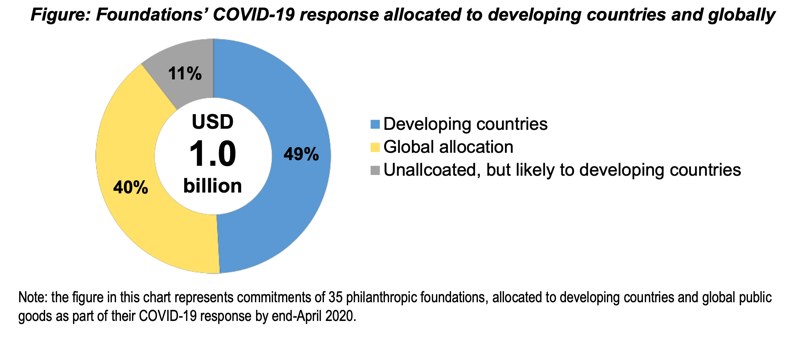 Figure: Foundations' COVID-19 response allocated to developing countries and globally
11%
USD
1.0
billion
49%
40%
Developing countries
Global allocation
Unallcoated, but likely to developing countries
Note: the figure in this chart represents commitments of 35 philanthropic foundations, allocated to developing countries and global public
goods as part of their COVID-19 response by end-April 2020.